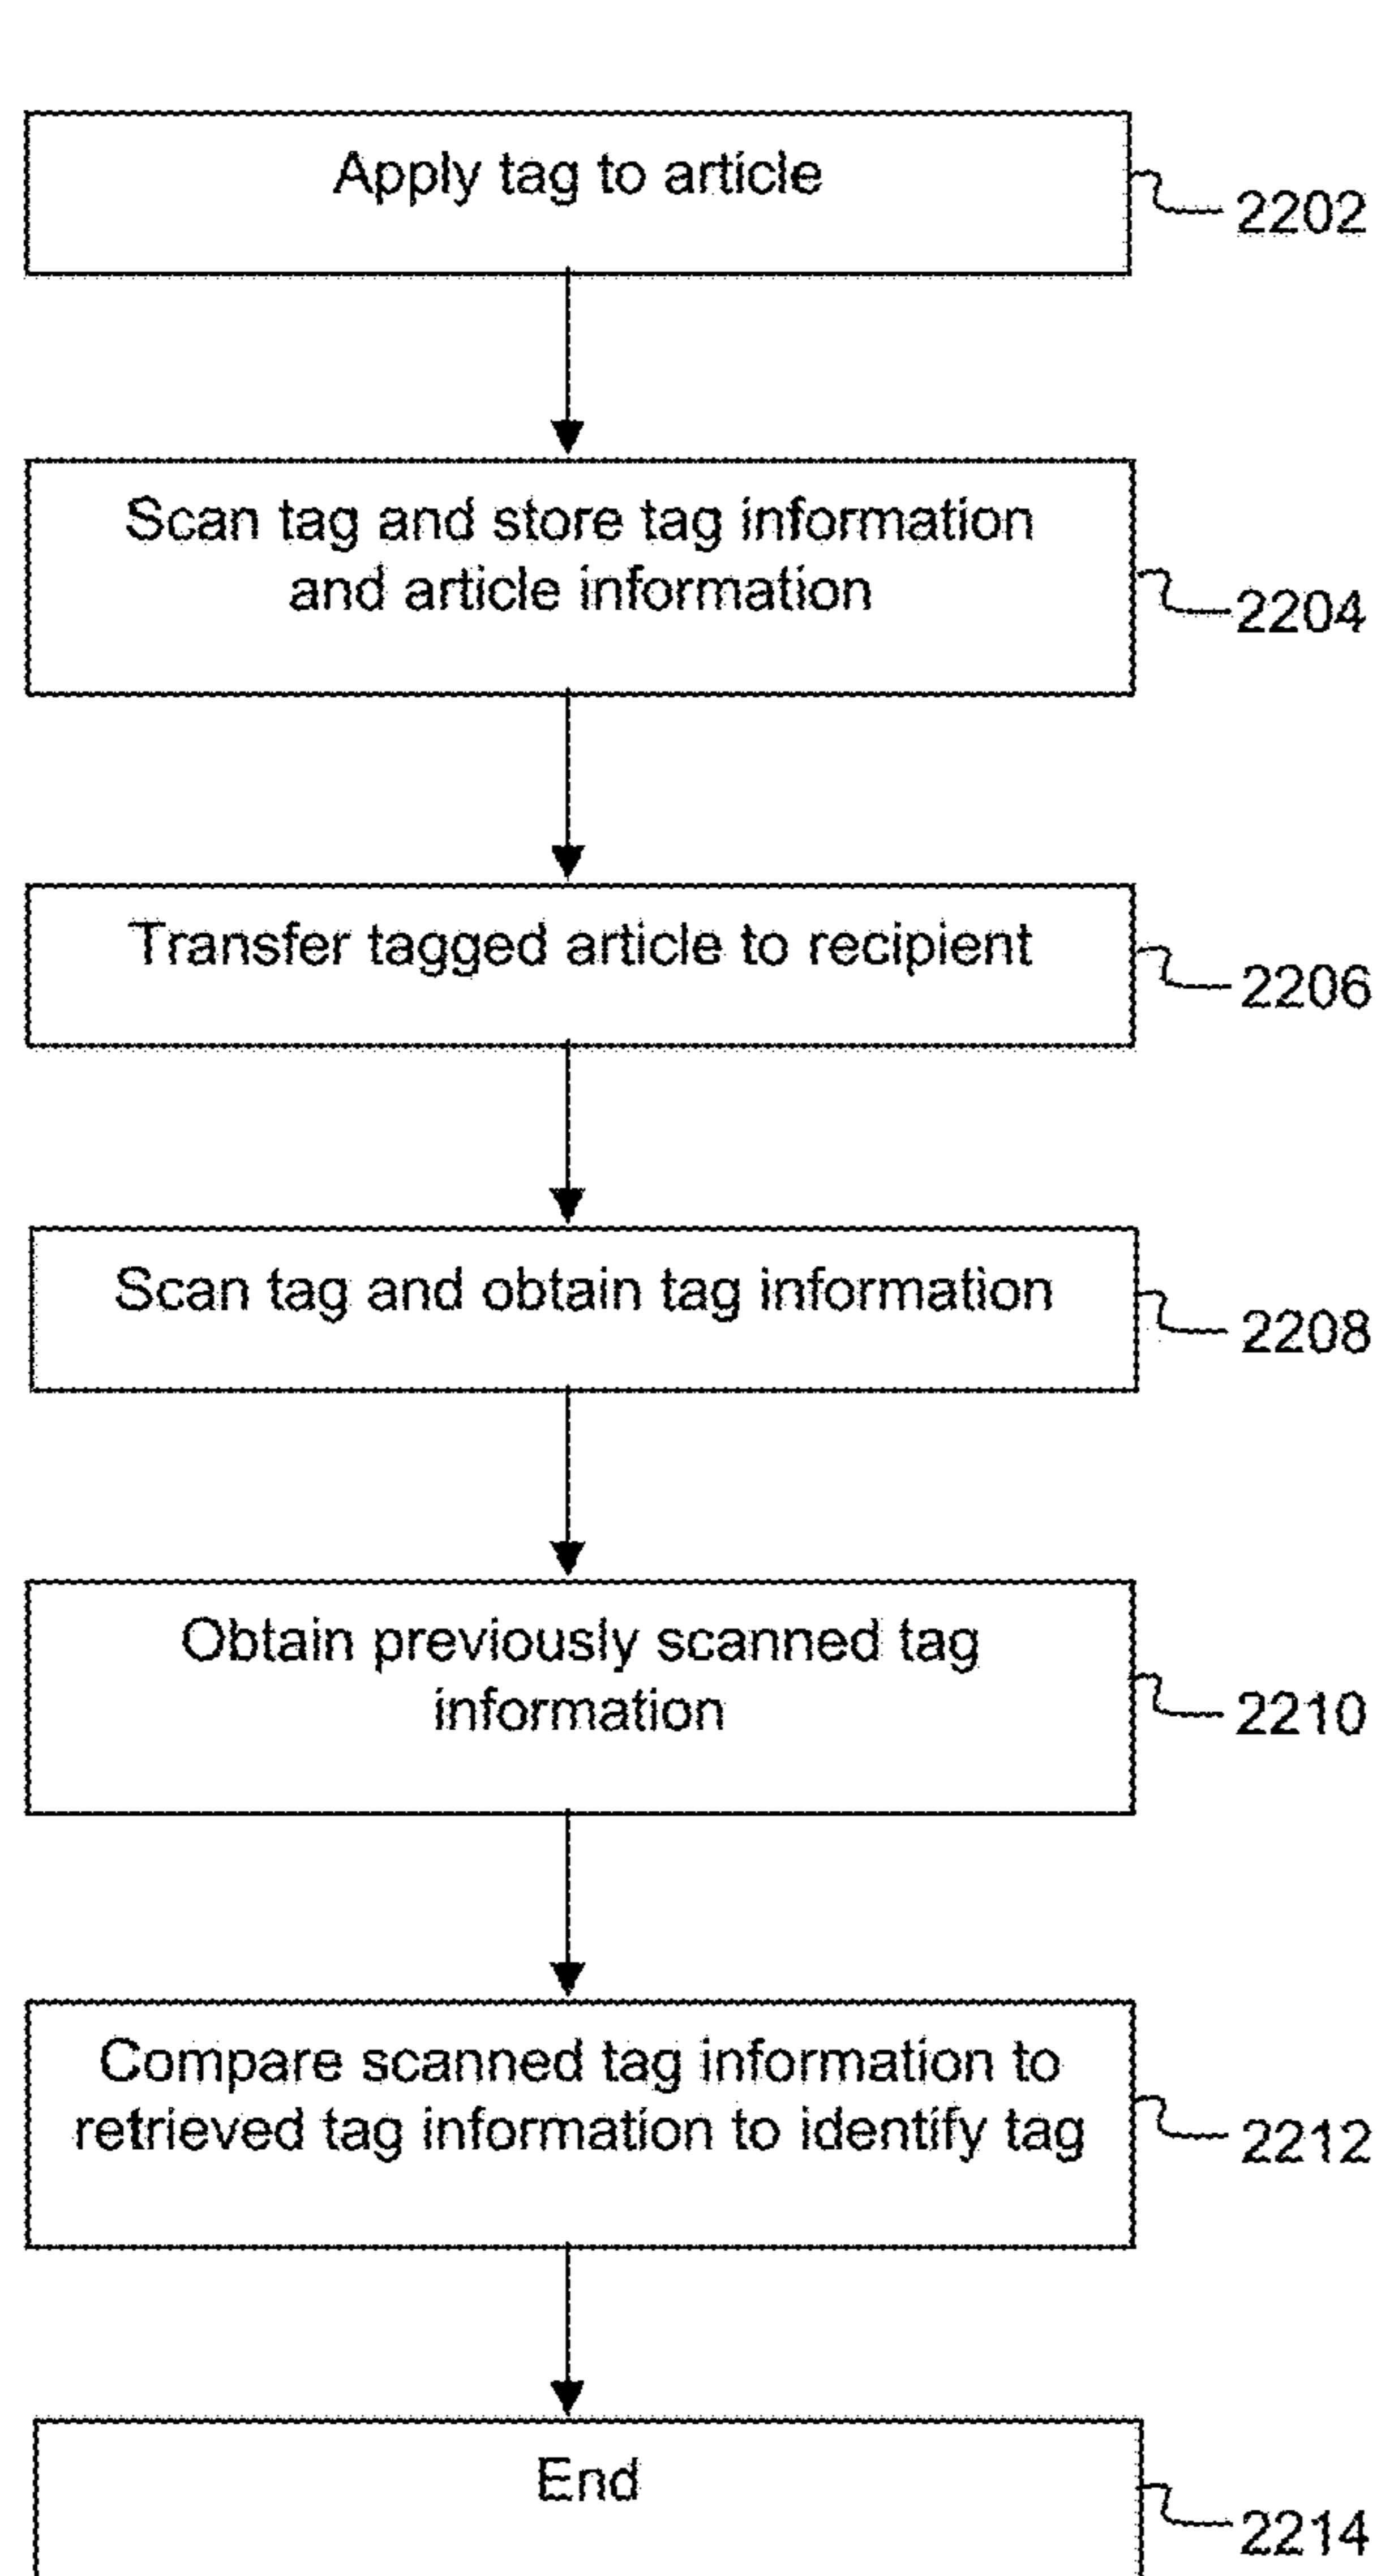 Apply tag to article
2202
Scan tag and store tag information
and article information
2204
Transfer tagged article to recipient
2206
Scan tag and obtain tag information
2208
Obtain previously scanned tag
information
2210
Compare scanned tag information to
retrieved tag information to identify tag
2212
End
2214